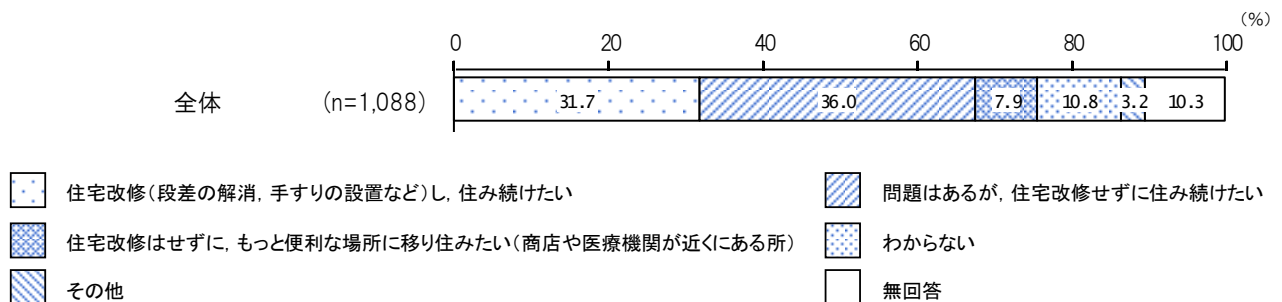 (%)
0 20 40 60 80 100
全体 (n=1,088) 31.7 36.0 7.9 10.8 3.2 10.3
住宅改修(段差の解消,手すりの設置など)し,住み続けたい
問題はあるが,住宅改修せずに住み続けたい
住宅改修はせずに,もっと便利な場所に移り住みたい(商店や医療機関が近くにある所)
わからない
その他
無回答